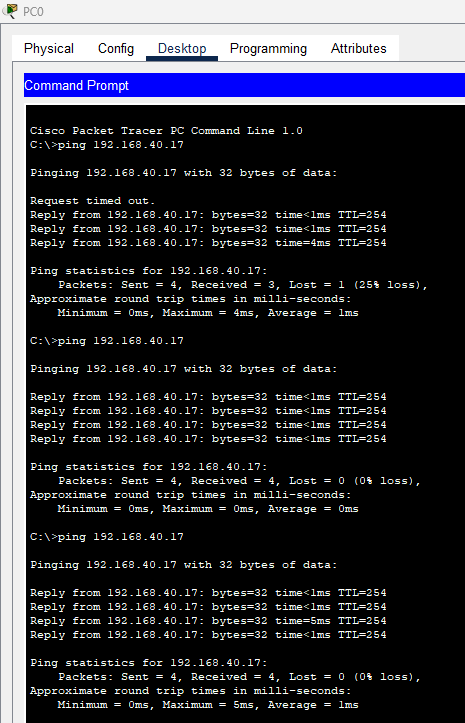 PC0
Physical Config Desktop Programming Attributes
Command Prompt
Cisco Packet Tracer PC Command Line 1.0
C:\>ping 192.168.40.17
Pinging 192.168.40.17 with 32 bytes of data:
Request timed out.
Reply from 192.168.40.17: bytes=32 time<1ms TTL=254
Reply from 192.168.40.17: bytes=32 time<1ms TTL=254
Reply from 192.168.40.17: bytes=32 time=4ms TTL=254
Ping statistics for 192.168.40.17:
Packets: Sent = 4, Received = 3, Lost = 1 (25% loss),
Approximate round trip times in milli-seconds:
Minimum = 0ms, Maximum = 4ms, Average = 1ms
C:\>ping 192.168.40.17
Pinging 192.168.40.17 with 32 bytes of data:
Reply from 192.168.40.17: bytes=32 time<1ms TTL=254
Reply from 192.168.40.17: bytes=32 time<1ms TTL=254
Reply from 192.168.40.17: bytes=32 time<1ms TTL=254
Reply from 192.168.40.17: bytes=32 time<1ms TTL=254
Ping statistics for 192.168.40.17:
Packets: Sent = 4, Received = 4, Lost = 0 (0% loss),
Approximate round trip times in milli-seconds:
Minimum = 0ms, Maximum = 0ms, Average = 0ms
C:\>ping 192.168.40.17
Pinging 192.168.40.17 with 32 bytes of data:
Reply from 192.168.40.17: bytes=32 time<1ms TTL=254
Reply from 192.168.40.17: bytes=32 time<1ms TTL=254
Reply from 192.168.40.17: bytes=32 time=5ms TTL=254
Reply from 192.168.40.17: bytes=32 time<1ms TTL=254
Ping statistics for 192.168.40.17:
Packets: Sent = 4, Received = 4, Lost = 0 (0% loss),
Approximate round trip times in milli-seconds:
Minimum = 0ms, Maximum = 5ms, Average = 1ms